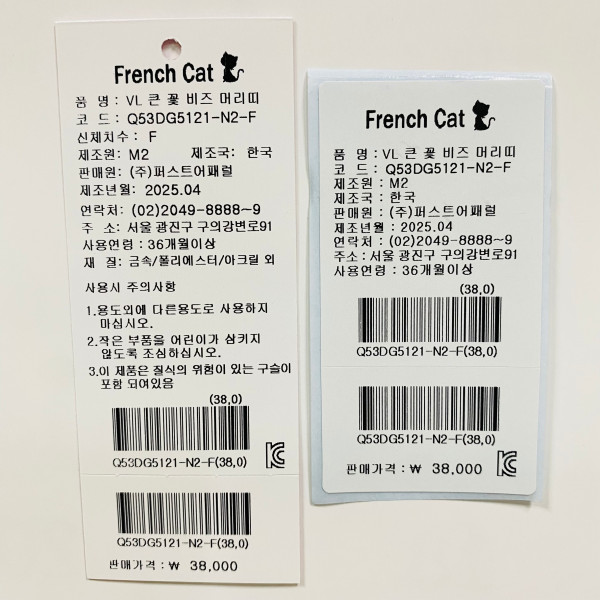 French Cat
품 명 : VL 큰 꽃 비즈 머리띠
코 드 : Q53DG5121-N2-F
신체치수 : F
제조원: M2 제조국: 한국
판매원: (주)퍼스트어패럴
제조년월: 2025.04
연락처: (02)2049-8888~9
주 소: 서울 광진구 구의강변로91
사용연령 : 36개월이상
재 질: 금속/폴리에스터/아크릴 외
사용시 주의사항
1.용도외에 다른용도로 사용하지
마십시오.
2.작은 부품을 어린이가 삼키지
않도록 조심하십시오.
3.이 제품은 질식의 위험이 있는 구슬이
포함 되여있음
(38,0)
Q53DG5121-N2-F(38,0)
Q53DG5121-N2-F(38,0)
판매가격 : ₩ 38,000
French Cat
품 명 : VL 큰 꽃 비즈 머리띠
코 드 : Q53DG5121-N2-F
제조원 : M2
제조국 : 한국
판매원 : (주)퍼스트어패럴
제조년월 : 2025.04
연락처 : (02)2049-8888~9
주 소 : 서울 광진구 구의강변로91
사용연령 : 36개월이상
(38,0)
Q53DG5121-N2-F(38,0)
Q53DG5121-N2-F(38,0)
판매가격 : ₩ 38,000